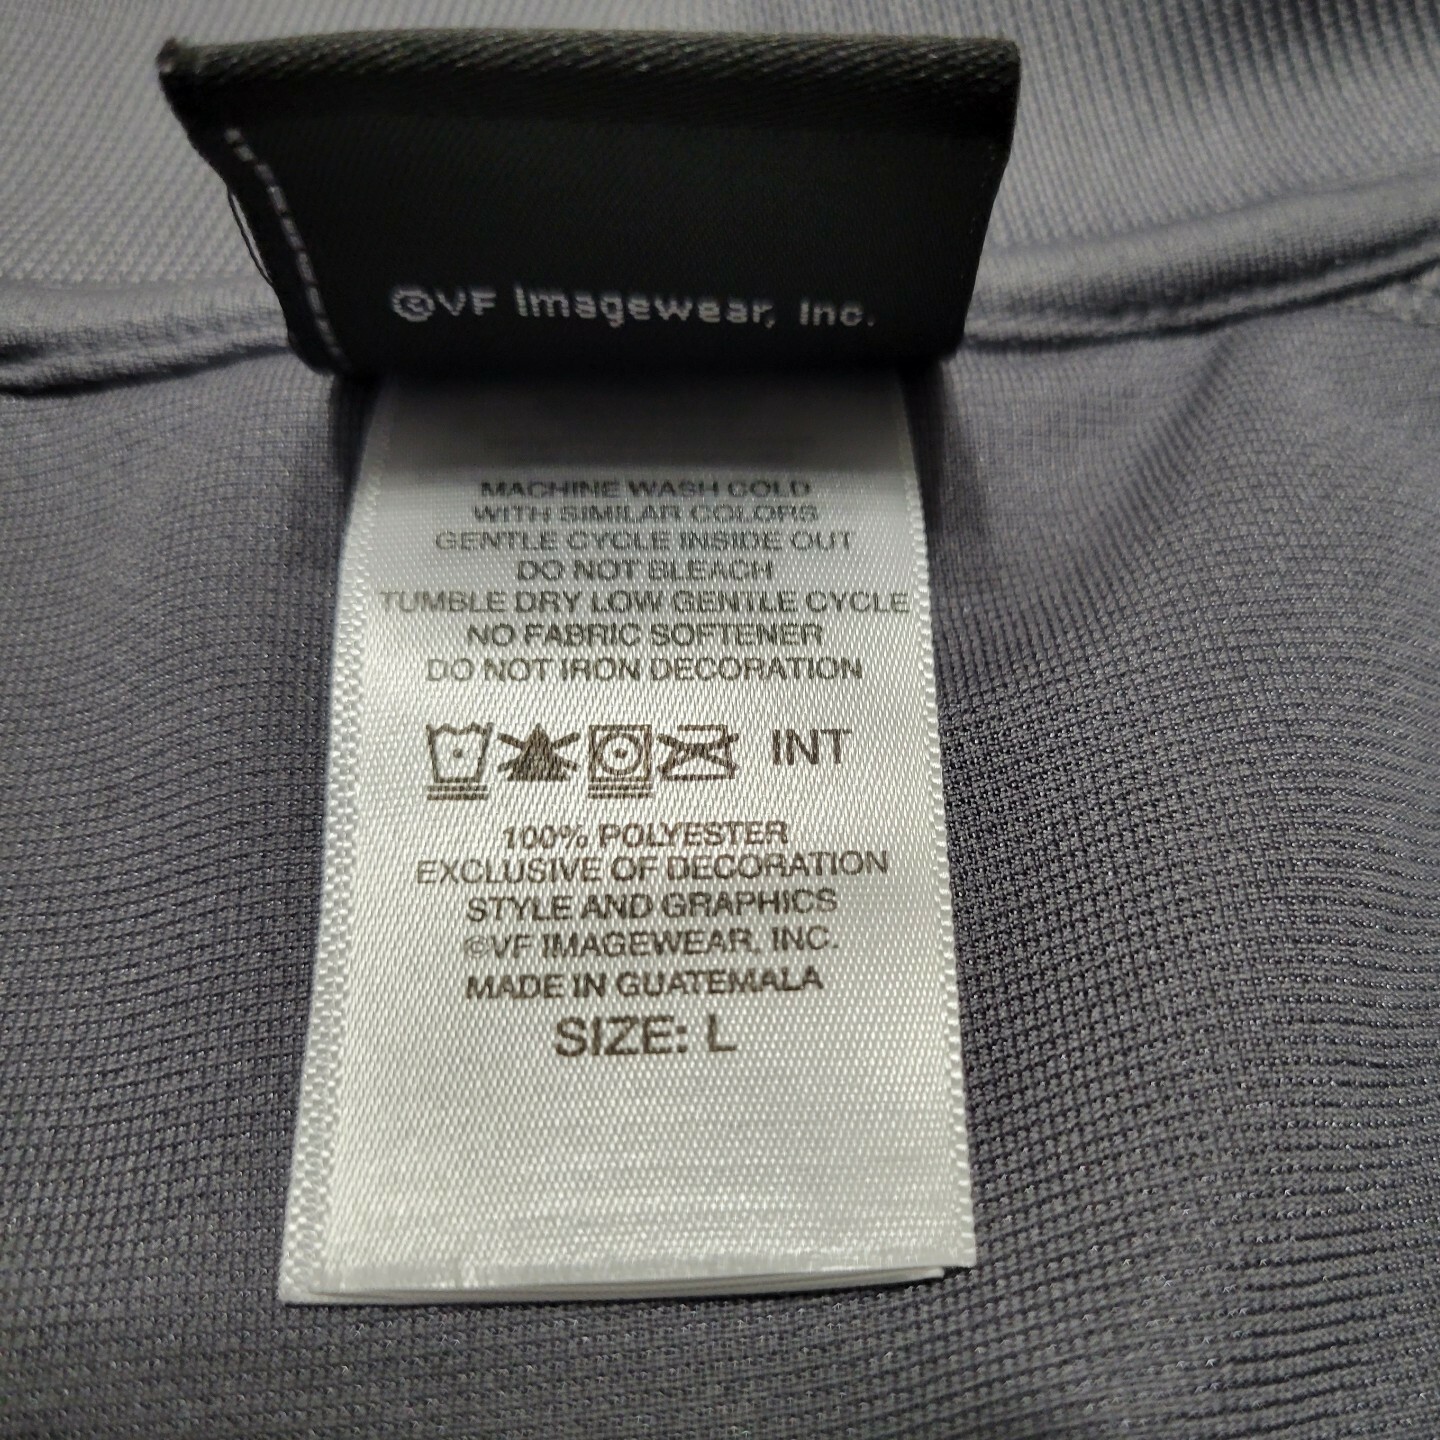 ©VF Imagewear, Inc.
MACHINE WASH COLD
WITH SIMILAR COLORS
GENTLE CYCLE INSIDE OUT
DO NOT BLEACH
TUMBLE DRY LOW GENTLE CYCLE
NO FABRIC SOFTENER
DO NOT IRON DECORATION
INT
100% POLYESTER
EXCLUSIVE OF DECORATION
STYLE AND GRAPHICS
©VF IMAGEWEAR, INC.
MADE IN GUATEMALA
SIZE: L